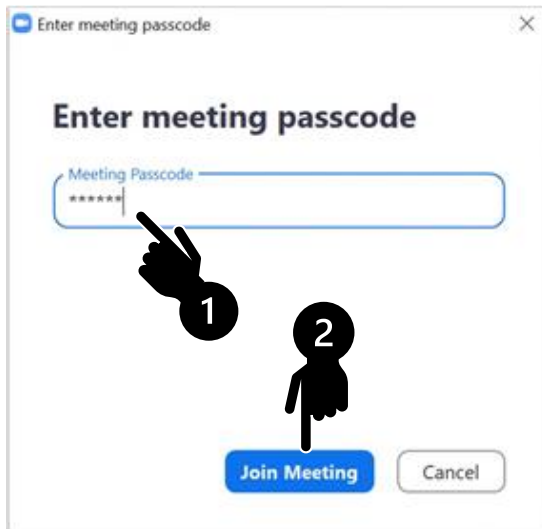 Enter meeting passcode
Enter meeting passcode
Meeting Passcode
******
1
2
Join Meeting
Cancel